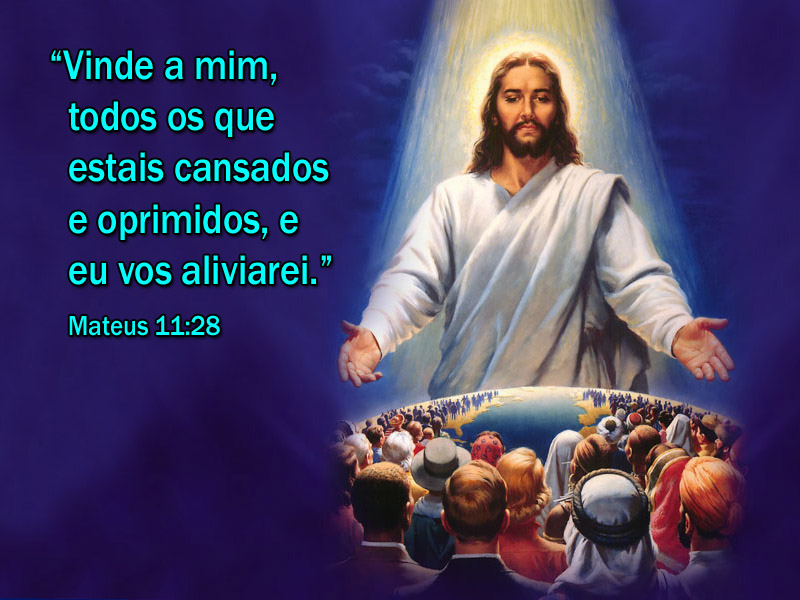 “Vinde a mim,
todos os que
estais cansados
e oprimidos, e
eu vos aliviarei.”
Mateus 11:28